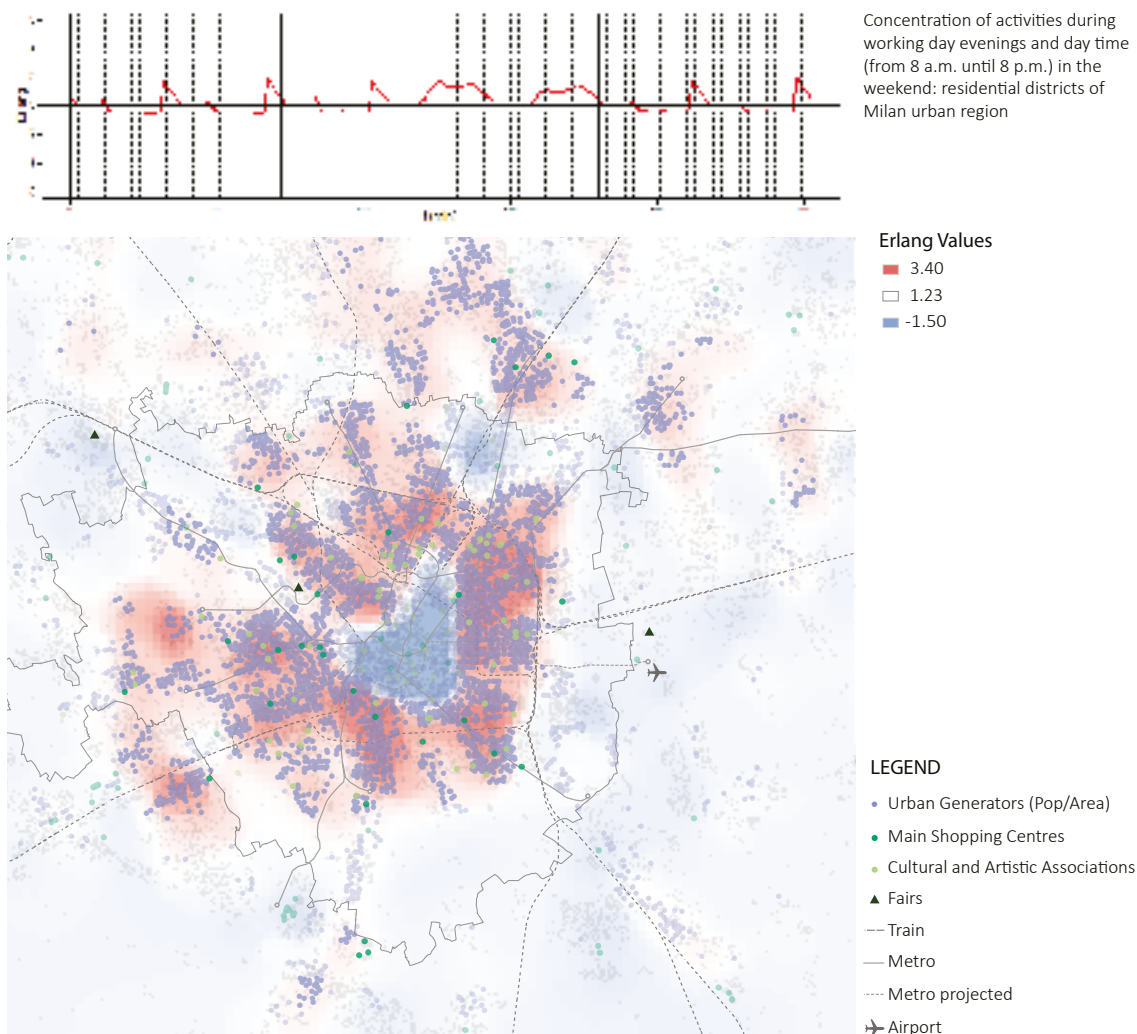 Concentration of activities during
working day evenings and day time
(from 8 a.m. until 8 p.m.) in the
weekend: residential districts of
Milan urban region
Erlang Values
3.40
1.23
-1.50
LEGEND
Urban Generators (Pop/Area)
Main Shopping Centres
Cultural and Artistic Associations
Fairs
Train
Metro
Metro projected
Airport